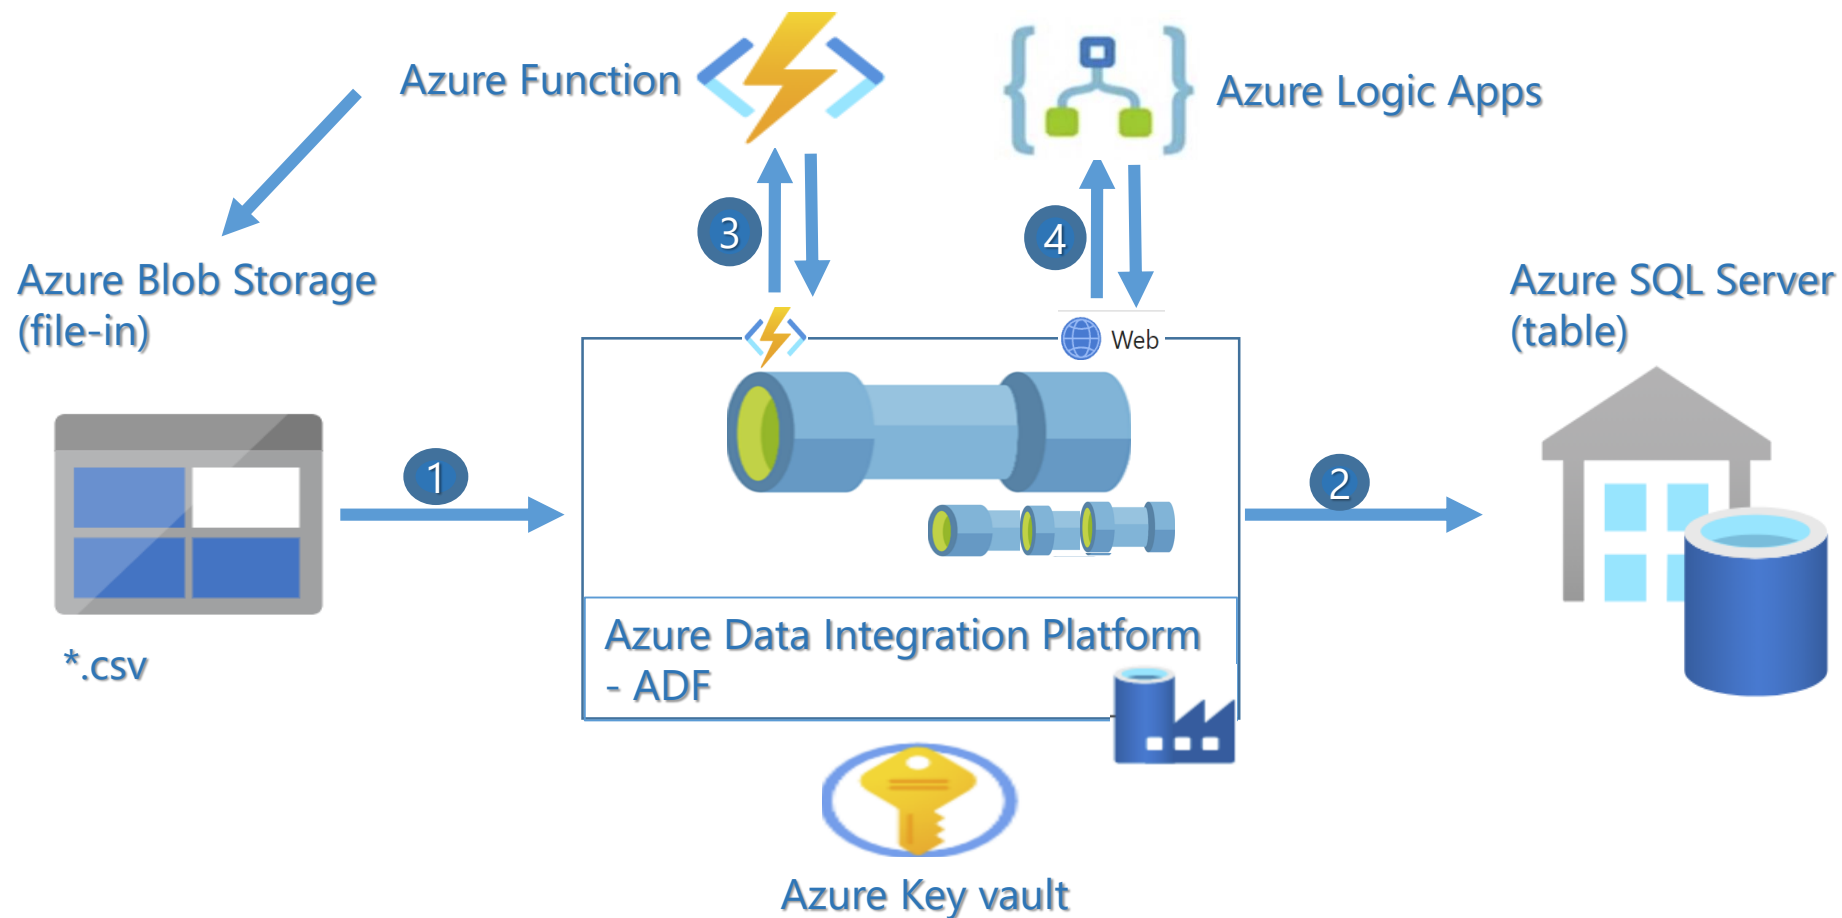 Azure Function
Azure Logic Apps
3
4
Azure Blob Storage
(file-in)
Azure SQL Server
(table)
Web
1
2
*.csv
Azure Data Integration Platform
- ADF
Azure Key vault